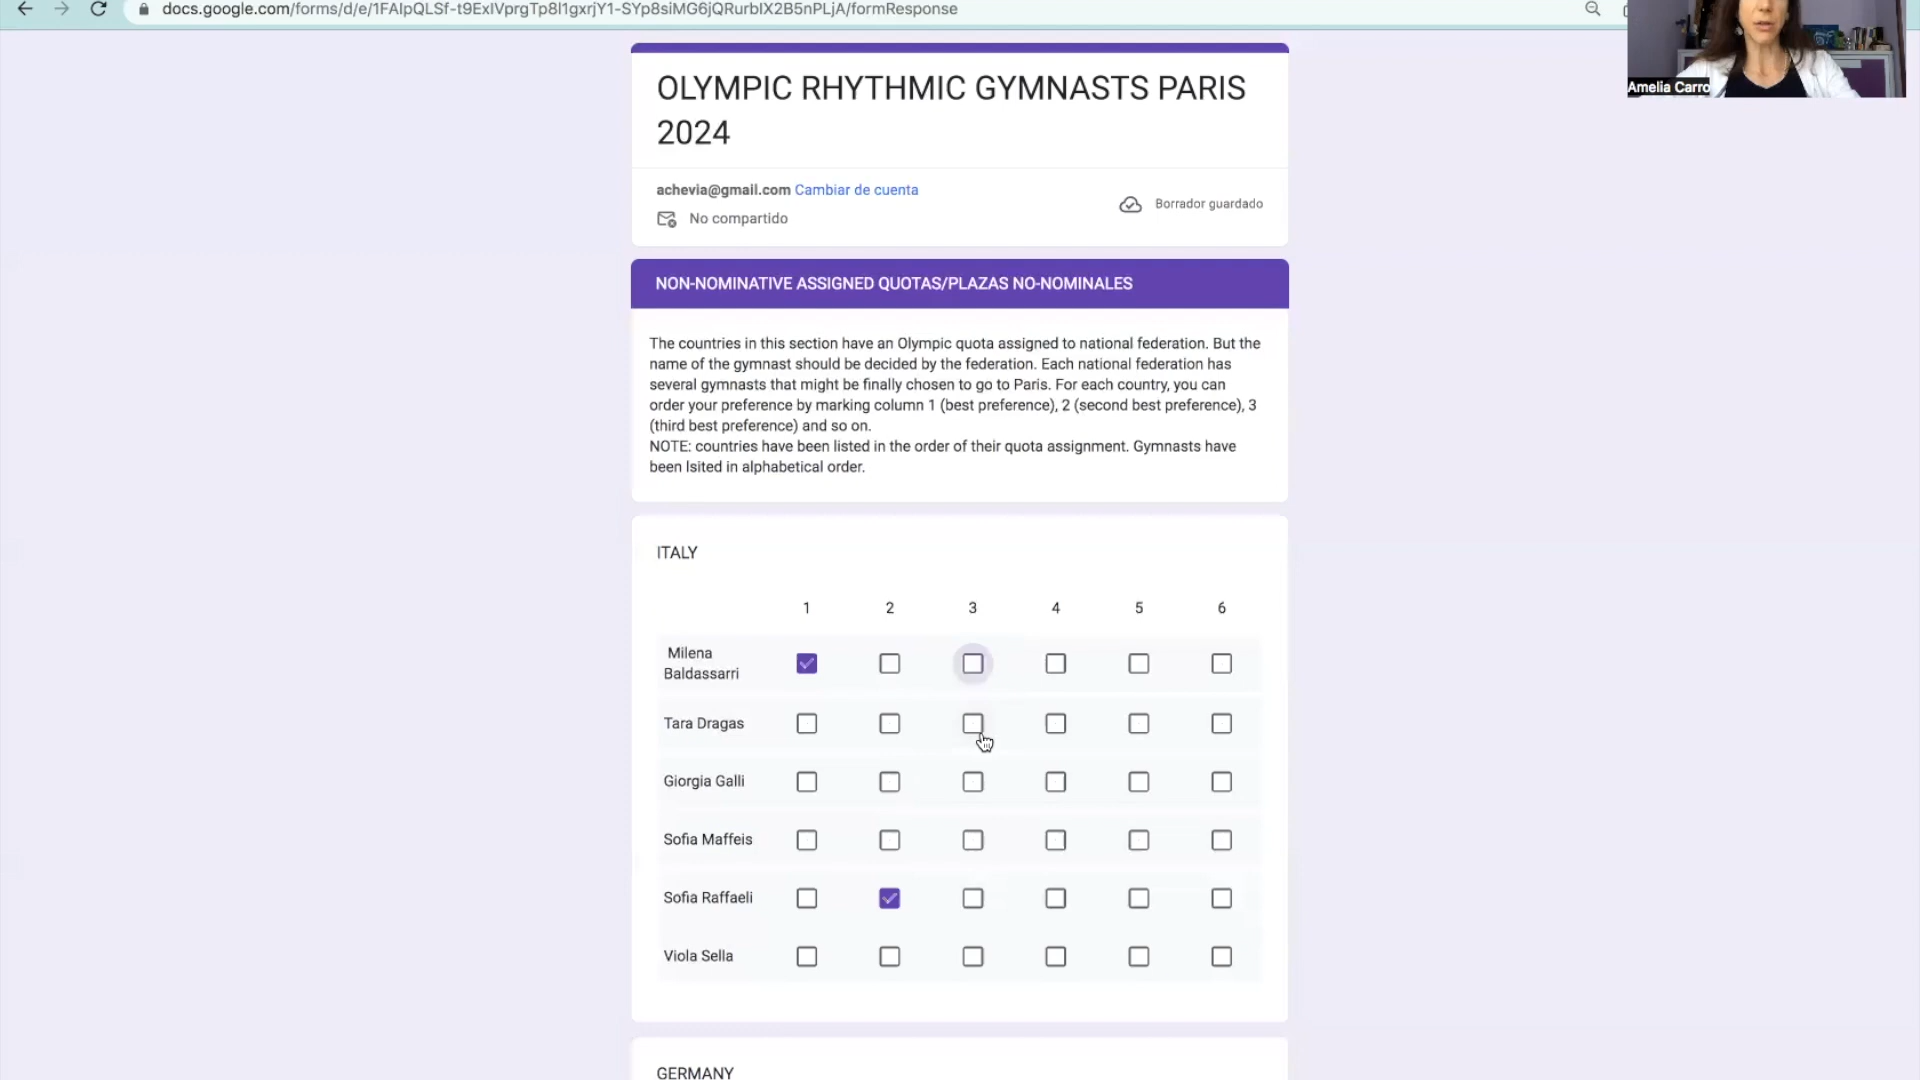 docs.google.com/forms/d/e/1FAIpQLSf-t9ExIVprgTp8l1gxrjY1-SYp8siMG6jQRurbIX2B5nPLjA/formResponse
Amelia Carro
OLYMPIC RHYTHMIC GYMNASTS PARIS
2024
achevia@gmail.com Cambiar de cuenta
Borrador guardado
No compartido
NON-NOMINATIVE ASSIGNED QUOTAS/PLAZAS NO-NOMINALES
The countries in this section have an Olympic quota assigned to national federation. But the
name of the gymnast should be decided by the federation. Each national federation has
several gymnasts that might be finally chosen to go to Paris. For each country, you can
order your preference by marking column 1 (best preference), 2 (second best preference), 3
(third best preference) and so on.
NOTE: countries have been listed in the order of their quota assignment. Gymnasts have
been lsited in alphabetical order.
ITALY
1 2 3 4 5 6
Milena
Baldassarri
Tara Dragas
Giorgia Galli
Sofia Maffeis
Sofia Raffaeli
Viola Sella
GERMANY